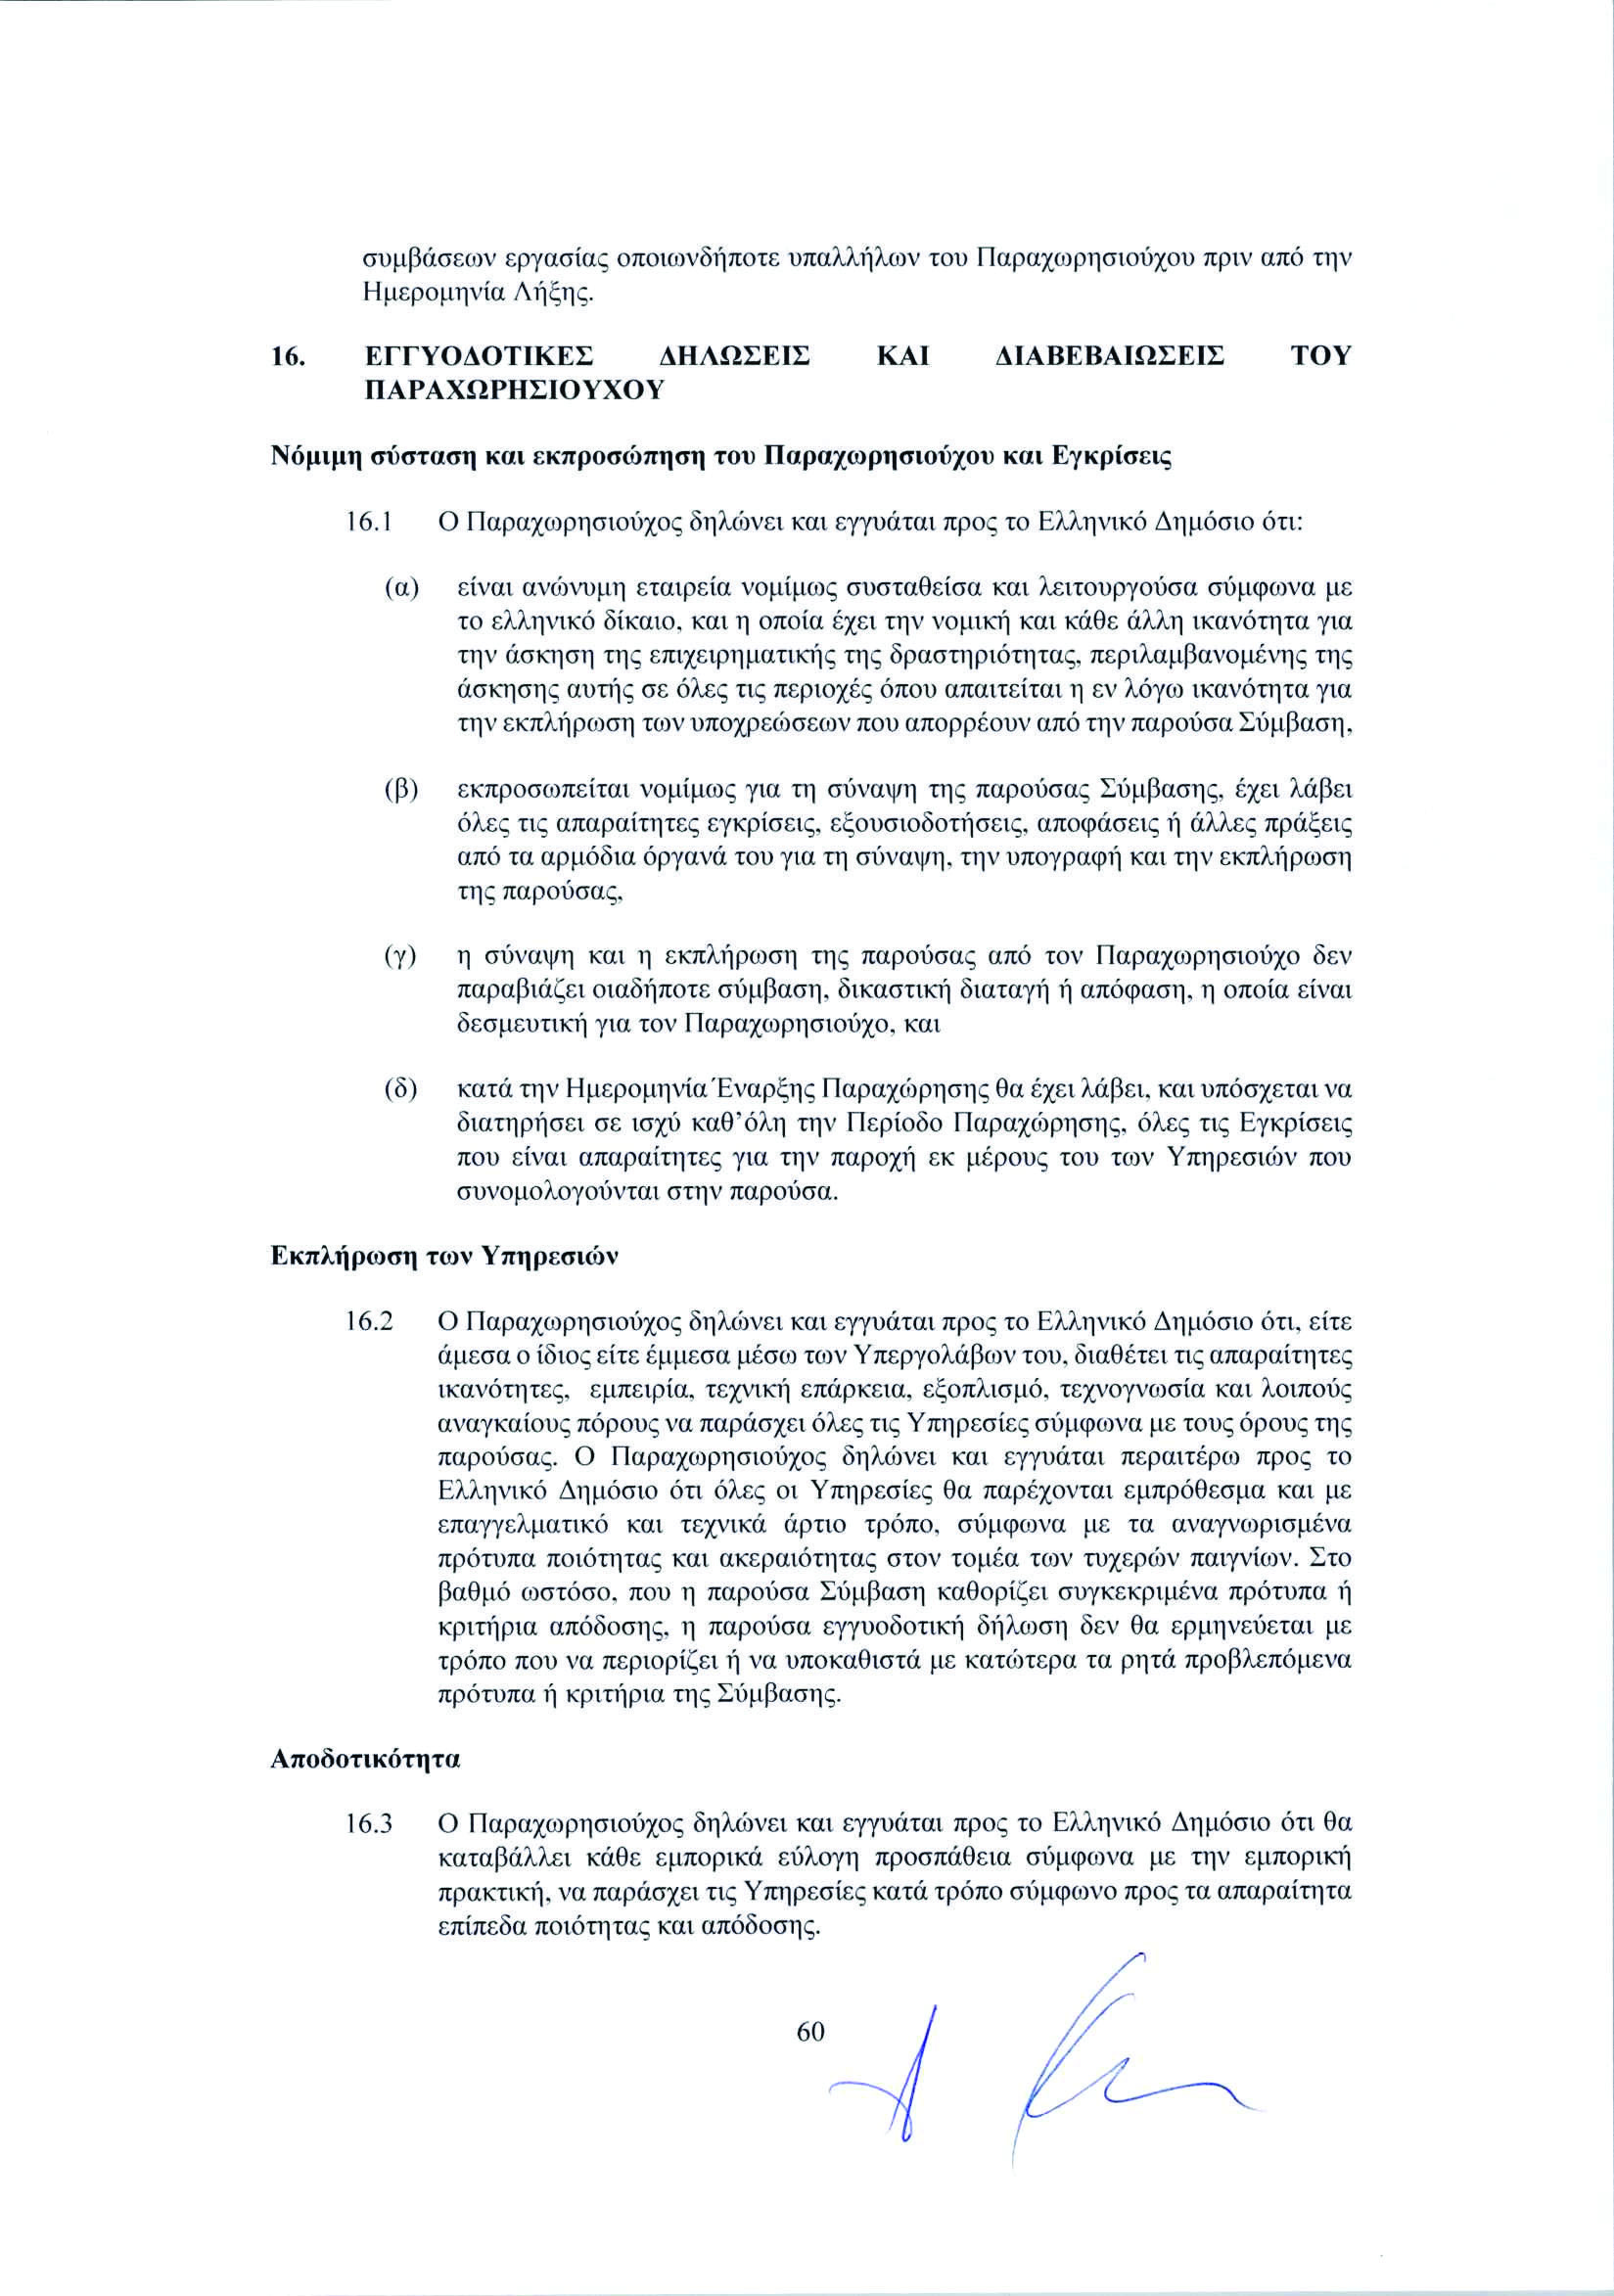 συμβάσεων εργασίας οποιωνδήποτε υπαλλήλων του Παραχωρησιούχου πριν από την
Ημερομηνία Λήξης.
16. ΕΓΓΥΟΔΟΤΙΚΕΣ ΔΗΛΩΣΕΙΣ ΚΑΙ ΔΙΑΒΕΒΑΙΩΣΕΙΣ ΤΟΥ
ΠΑΡΑΧΩΡΗΣΙΟΥΧΟΥ
Νόμιμη σύσταση και εκπροσώπηση του Παραχωρησιούχου και Εγκρίσεις
16.1 Ο Παραχωρησιούχος δηλώνει και εγγυάται προς το Ελληνικό Δημόσιο ότι:
(α) είναι ανώνυμη εταιρεία νομίμως συσταθείσα και λειτουργούσα σύμφωνα με
το ελληνικό δίκαιο, και η οποία έχει την νομική και κάθε άλλη ικανότητα για
την άσκηση της επιχειρηματικής της δραστηριότητας, περιλαμβανομένης της
άσκησης αυτής σε όλες τις περιοχές όπου απαιτείται η εν λόγω ικανότητα για
την εκπλήρωση των υποχρεώσεων που απορρέουν από την παρούσα Σύμβαση,
(β) εκπροσωπείται νομίμως για τη σύναψη της παρούσας Σύμβασης, έχει λάβει
όλες τις απαραίτητες εγκρίσεις, εξουσιοδοτήσεις, αποφάσεις ή άλλες πράξεις
από τα αρμόδια όργανά του για τη σύναψη, την υπογραφή και την εκπλήρωση
της παρούσας,
(γ) η σύναψη και η εκπλήρωση της παρούσας από τον Παραχωρησιούχο δεν
παραβιάζει οιαδήποτε σύμβαση, δικαστική διαταγή ή απόφαση, η οποία είναι
δεσμευτική για τον Παραχωρησιούχο, και
(δ) κατά την Ημερομηνία Έναρξης Παραχώρησης θα έχει λάβει, και υπόσχεται να
διατηρήσει σε ισχύ καθ’όλη την Περίοδο Παραχώρησης, όλες τις Εγκρίσεις
που είναι απαραίτητες για την παροχή εκ μέρους του των Υπηρεσιών που
συνομολογούνται στην παρούσα.
Εκπλήρωση των Υπηρεσιών
16.2 Ο Παραχωρησιούχος δηλώνει και εγγυάται προς το Ελληνικό Δημόσιο ότι, είτε
άμεσα ο ίδιος είτε έμμεσα μέσω των Υπεργολάβων του, διαθέτει τις απαραίτητες
ικανότητες, εμπειρία, τεχνική επάρκεια, εξοπλισμό, τεχνογνωσία και λοιπούς
αναγκαίους πόρους να παράσχει όλες τις Υπηρεσίες σύμφωνα με τους όρους της
παρούσας. Ο Παραχωρησιούχος δηλώνει και εγγυάται περαιτέρω προς το
Ελληνικό Δημόσιο ότι όλες οι Υπηρεσίες θα παρέχονται εμπρόθεσμα και με
επαγγελματικό και τεχνικά άρτιο τρόπο, σύμφωνα με τα αναγνωρισμένα
πρότυπα ποιότητας και ακεραιότητας στον τομέα των τυχερών παιγνίων. Στο
βαθμό ωστόσο, που η παρούσα Σύμβαση καθορίζει συγκεκριμένα πρότυπα ή
κριτήρια απόδοσης, η παρούσα εγγυοδοτική δήλωση δεν θα ερμηνεύεται με
τρόπο που να περιορίζει ή να υποκαθιστά με κατώτερα τα ρητά προβλεπόμενα
πρότυπα ή κριτήρια της Σύμβασης.
Αποδοτικότητα
16.3 Ο Παραχωρησιούχος δηλώνει και εγγυάται προς το Ελληνικό Δημόσιο ότι θα
καταβάλλει κάθε εμπορικά εύλογη προσπάθεια σύμφωνα με την εμπορική
πρακτική, να παράσχει τις Υπηρεσίες κατά τρόπο σύμφωνο προς τα απαραίτητα
επίπεδα ποιότητας και απόδοσης.
60